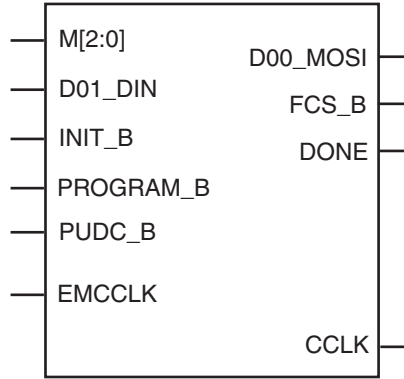 M[2:0]
D01_DIN
INIT_B
PROGRAM_B
PUDC_B
EMCCLK
D00_MOSI
FCS_B
DONE
CCLK